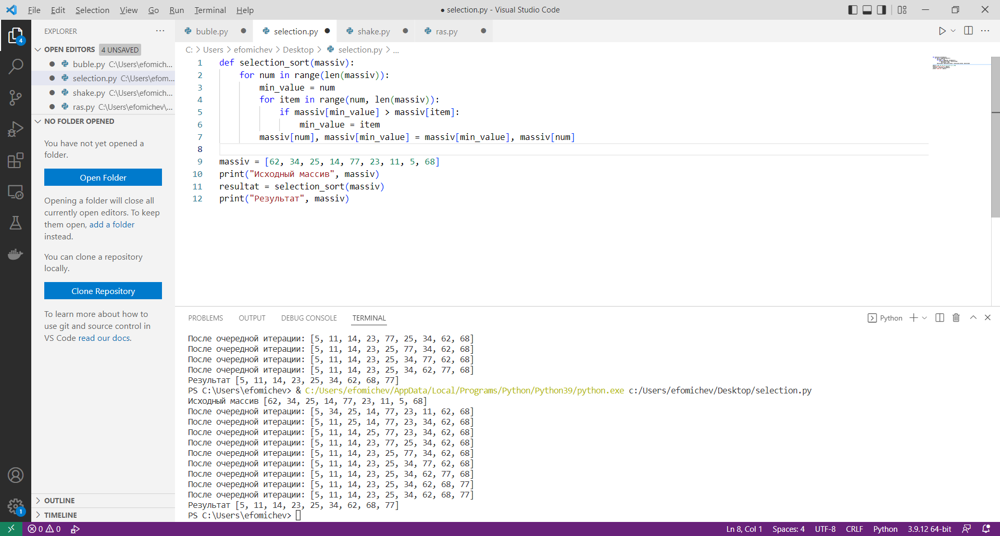 File Edit Selection View Go Run Terminal Help
● selection.py - Visual Studio Code
4
1
EXPLORER ···
OPEN EDITORS 4 UNSAVED
● buble.py C:\Users\efomich...
● selection.py C:\Users\efom...
● shake.py C:\Users\efomich...
● ras.py C:\Users\efomichev\...
NO FOLDER OPENED
You have not yet opened a
folder.
Open Folder
Opening a folder will close all
currently open editors. To keep
them open, add a folder
instead.
You can clone a repository
locally.
Clone Repository
To learn more about how to
use git and source control in
VS Code read our docs.
OUTLINE
TIMELINE
buble.py ● selection.py ● shake.py ● ras.py ●
C: > Users > efomichev > Desktop > selection.py > ...
1 def selection_sort(massiv):
2 for num in range(len(massiv)):
3 min_value = num
4 for item in range(num, len(massiv)):
5 if massiv[min_value] > massiv[item]:
6 min_value = item
7 massiv[num], massiv[min_value] = massiv[min_value], massiv[num]
8
9 massiv = [62, 34, 25, 14, 77, 23, 11, 5, 68]
10 print("Исходный массив", massiv)
11 resultat = selection_sort(massiv)
12 print("Результат", massiv)
PROBLEMS OUTPUT DEBUG CONSOLE TERMINAL
Python
После очередной итерации: [5, 11, 14, 23, 77, 25, 34, 62, 68]
После очередной итерации: [5, 11, 14, 23, 25, 77, 34, 62, 68]
После очередной итерации: [5, 11, 14, 23, 25, 34, 77, 62, 68]
После очередной итерации: [5, 11, 14, 23, 25, 34, 62, 77, 68]
Результат [5, 11, 14, 23, 25, 34, 62, 68, 77]
PS C:\Users\efomichev> & C:/Users/efomichev/AppData/Local/Programs/Python/Python39/python.exe c:/Users/efomichev/Desktop/selection.py
Исходный массив [62, 34, 25, 14, 77, 23, 11, 5, 68]
После очередной итерации: [5, 34, 25, 14, 77, 23, 11, 62, 68]
После очередной итерации: [5, 11, 25, 14, 77, 23, 34, 62, 68]
После очередной итерации: [5, 11, 14, 25, 77, 23, 34, 62, 68]
После очередной итерации: [5, 11, 14, 23, 77, 25, 34, 62, 68]
После очередной итерации: [5, 11, 14, 23, 25, 77, 34, 62, 68]
После очередной итерации: [5, 11, 14, 23, 25, 34, 77, 62, 68]
После очередной итерации: [5, 11, 14, 23, 25, 34, 62, 77, 68]
После очередной итерации: [5, 11, 14, 23, 25, 34, 62, 68, 77]
После очередной итерации: [5, 11, 14, 23, 25, 34, 62, 68, 77]
Результат [5, 11, 14, 23, 25, 34, 62, 68, 77]
PS C:\Users\efomichev>
0 0
Ln 8, Col 1 Spaces: 4 UTF-8 CRLF Python 3.9.12 64-bit